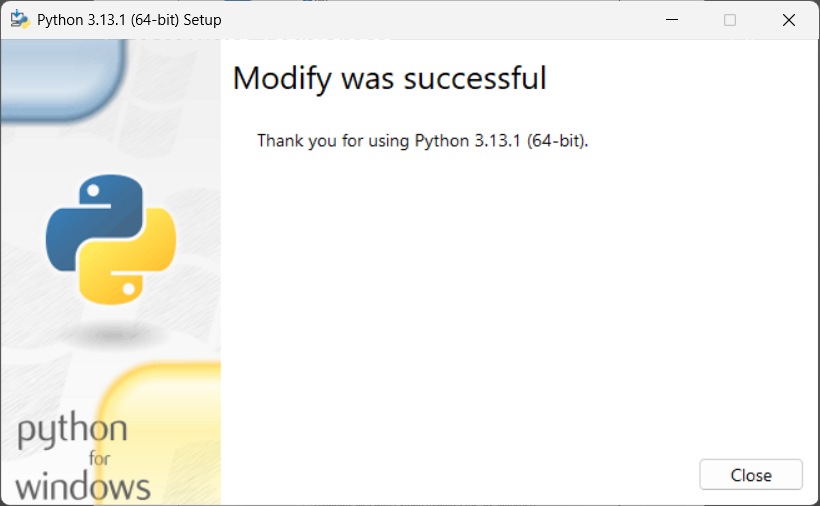 Python 3.13.1 (64-bit) Setup
Modify was successful
Thank you for using Python 3.13.1 (64-bit).
python
for
windows
Close